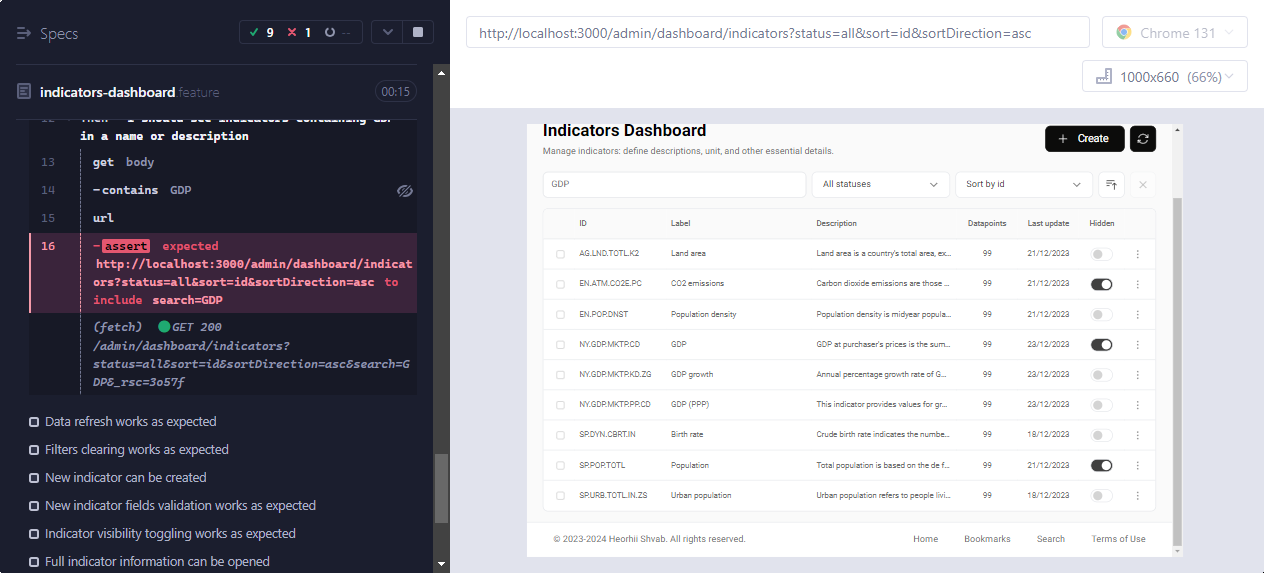 Specs
9 1 --
indicators-dashboard.feature 00:15
in a name or description
13 get body
14 -contains GDP
15 url
16 -assert expected
http://localhost:3000/admin/dashboard/indicat
ors?status=all&sort=id&sortDirection=asc to
include search=GDP
(fetch) GET 200
/admin/dashboard/indicators?
status=all&sort=id&sortDirection=asc&search=G
DP&_rsc=3o57f
Data refresh works as expected
Filters clearing works as expected
New indicator can be created
New indicator fields validation works as expected
Indicator visibility toggling works as expected
Full indicator information can be opened
http://localhost:3000/admin/dashboard/indicators?status=all&sort=id&sortDirection=asc
Chrome 131
1000x660 (66%)
Indicators Dashboard
Manage indicators: define descriptions, unit, and other essential details.
+ Create
GDP All statuses Sort by id
ID Label Description Datapoints Last update Hidden
AG.LND.TOTL.K2 Land area Land area is a country's total area, ex... 99 21/12/2023
EN.ATM.CO2E.PC CO2 emissions Carbon dioxide emissions are those ... 99 21/12/2023
EN.POP.DNST Population density Population density is midyear popula... 99 21/12/2023
NY.GDP.MKTP.CD GDP GDP at purchaser's prices is the sum... 99 23/12/2023
NY.GDP.MKTP.KD.ZG GDP growth Annual percentage growth rate of G... 99 23/12/2023
NY.GDP.MKTP.PP.CD GDP (PPP) This indicator provides values for gr... 99 23/12/2023
SP.DYN.CBRT.IN Birth rate Crude birth rate indicates the numbe... 99 18/12/2023
SP.POP.TOTL Population Total population is based on the de f... 99 21/12/2023
SP.URB.TOTL.IN.ZS Urban population Urban population refers to people livi... 99 18/12/2023
© 2023-2024 Heorhii Shvab. All rights reserved. Home Bookmarks Search Terms of Use